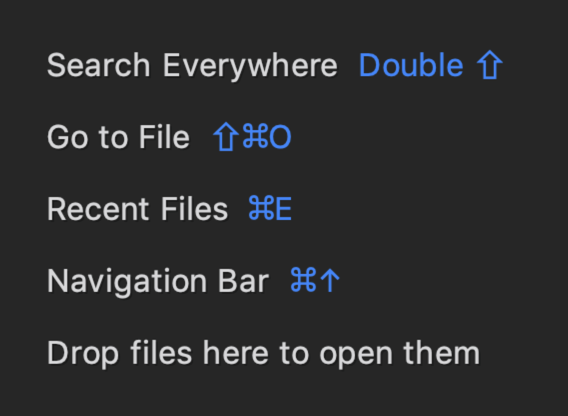 Search Everywhere Double ⇧
Go to File ⇧⌘O
Recent Files ⌘E
Navigation Bar ⌘↑
Drop files here to open them